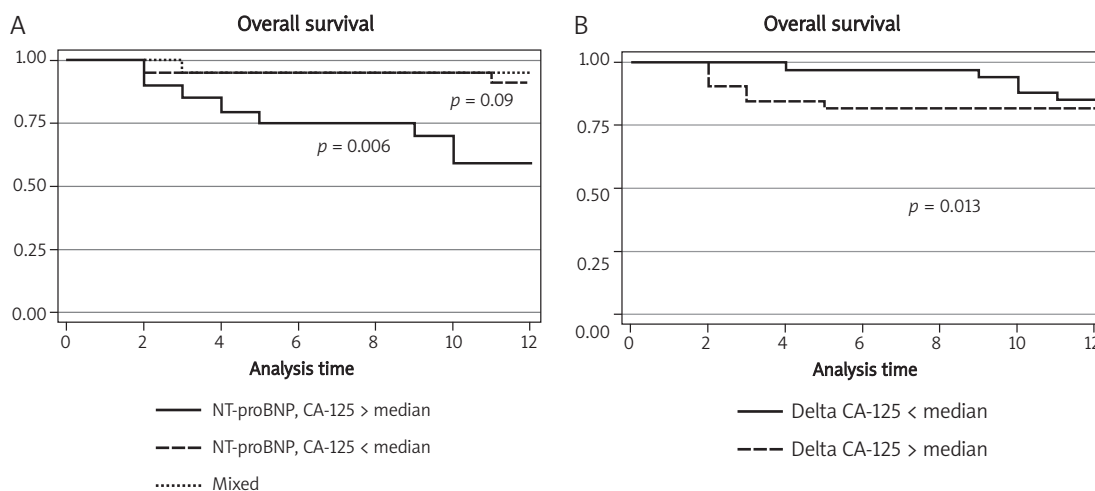 A
Overall survival
1.00
0.75
0.50
0.25
0.00
p = 0.09
p = 0.006
0 2 4 6 8 10 12
Analysis time
NT-proBNP, CA-125 > median
NT-proBNP, CA-125 < median
Mixed
B
Overall survival
1.00
0.75
0.50
0.25
0.00
p = 0.013
0 2 4 6 8 10 12
Analysis time
Delta CA-125 < median
Delta CA-125 > median